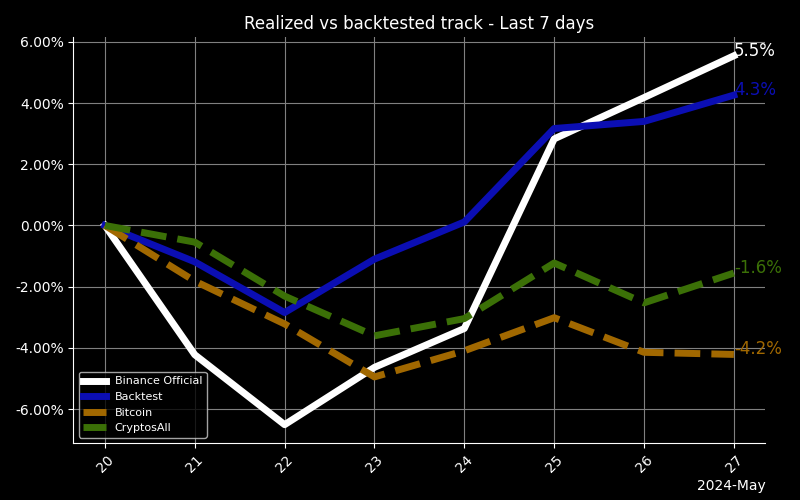 Realized vs backtested track - Last 7 days
6.00%
4.00%
2.00%
0.00%
-2.00%
-4.00%
-6.00%
5.5%
4.3%
-1.6%
-4.2%
Binance Official
Backtest
Bitcoin
CryptosAll
20 21 22 23 24 25 26 27
2024-May